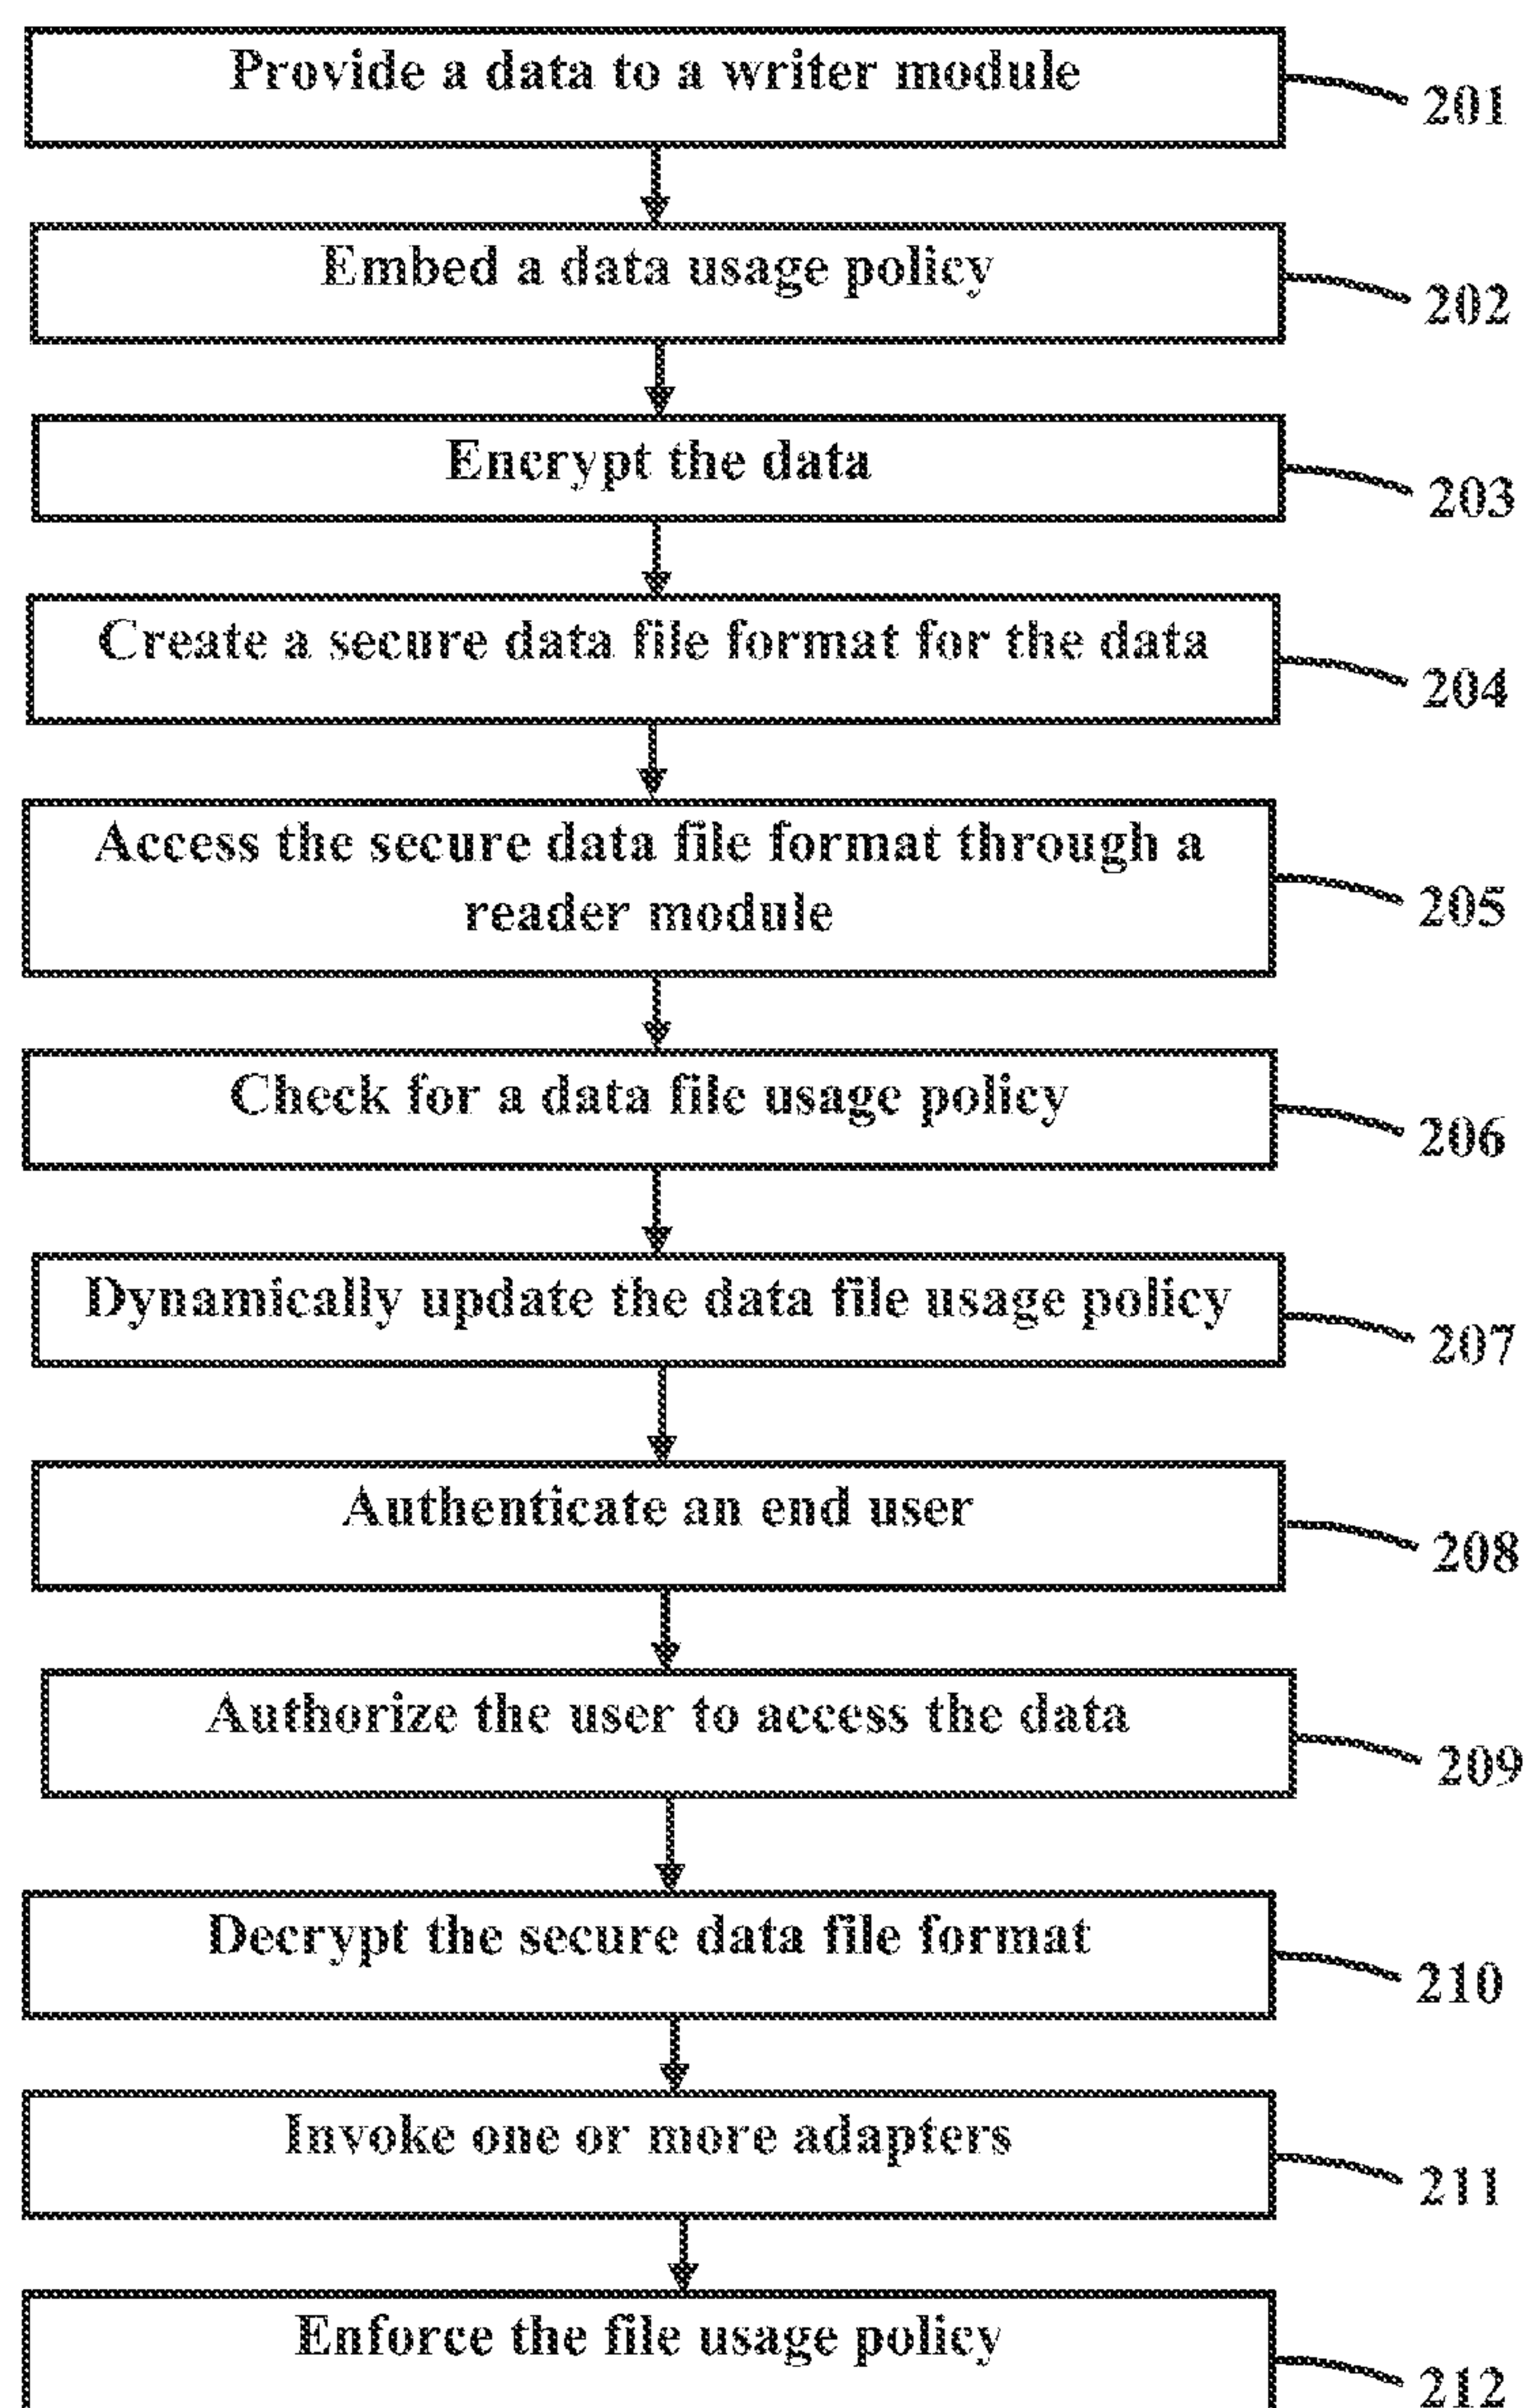 Provide a data to a writer module
201
Embed a data usage policy
202
Encrypt the data
203
Create a secure data file format for the data
204
Access the secure data file format through a
reader module
205
Check for a data file usage policy
206
Dynamically update the data file usage policy
207
Authenticate an end user
208
Authorize the user to access the data
209
Decrypt the secure data file format
210
Invoke one or more adapters
211
Enforce the file usage policy
212